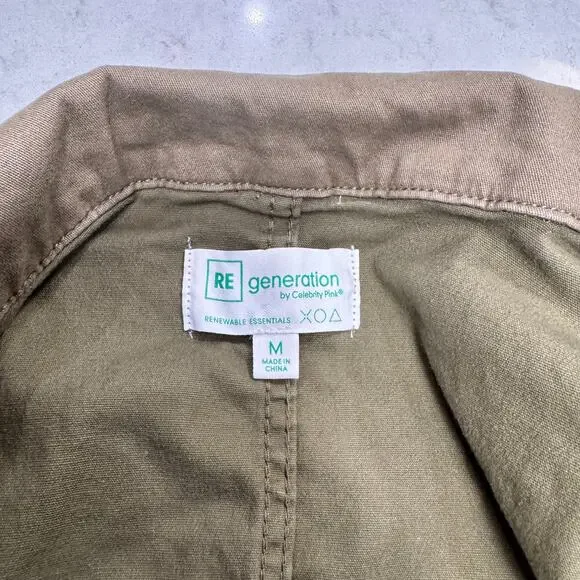 RE generation
by Celebrity Pink®
RENEWABLE ESSENTIALS XOΔ
M
MADE IN
CHINA